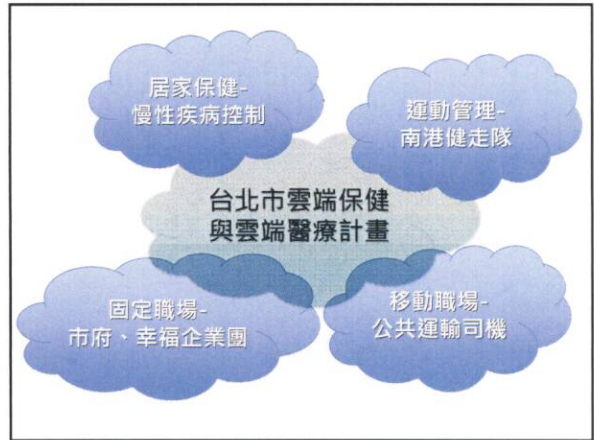 居家保健-
慢性疾病控制
運動管理-
南港健走隊
台北市雲端保健
與雲端醫療計畫
固定職場-
市府、幸福企業團
移動職場-
公共運輸司機